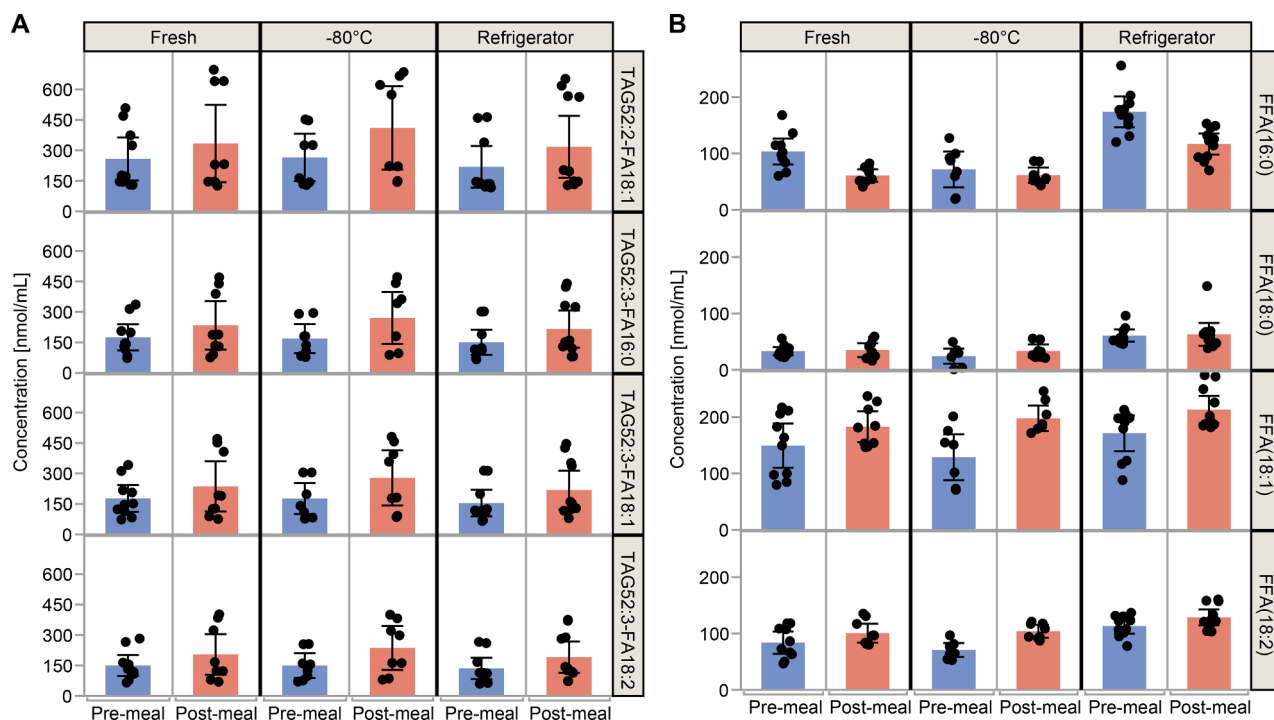 A
Fresh
-80°C
Refrigerator
Concentration [nmol/mL]
600
450
300
150
0
TAG52:2-FA18:1
600
450
300
150
0
TAG52:3-FA16:0
600
450
300
150
0
TAG52:3-FA18:1
600
450
300
150
0
TAG52:3-FA18:2
Pre-meal Post-meal Pre-meal Post-meal Pre-meal Post-meal
B
Fresh
-80°C
Refrigerator
Concentration [nmol/mL]
200
100
0
FFA(16:0)
200
100
0
FFA(18:0)
200
100
0
FFA(18:1)
200
100
0
FFA(18:2)
Pre-meal Post-meal Pre-meal Post-meal Pre-meal Post-meal